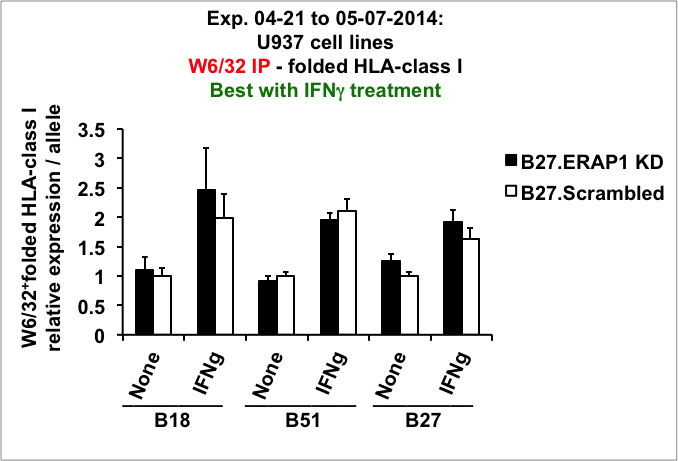 Exp. 04-21 to 05-07-2014:
U937 cell lines
W6/32 IP - folded HLA-class I
Best with IFNγ treatment
W6/32⁺folded HLA-class I
relative expression / allele
3.5
3
2.5
2
1.5
1
0.5
0
B27.ERAP1 KD
B27.Scrambled
None
IFNg
None
IFNg
None
IFNg
B18
B51
B27